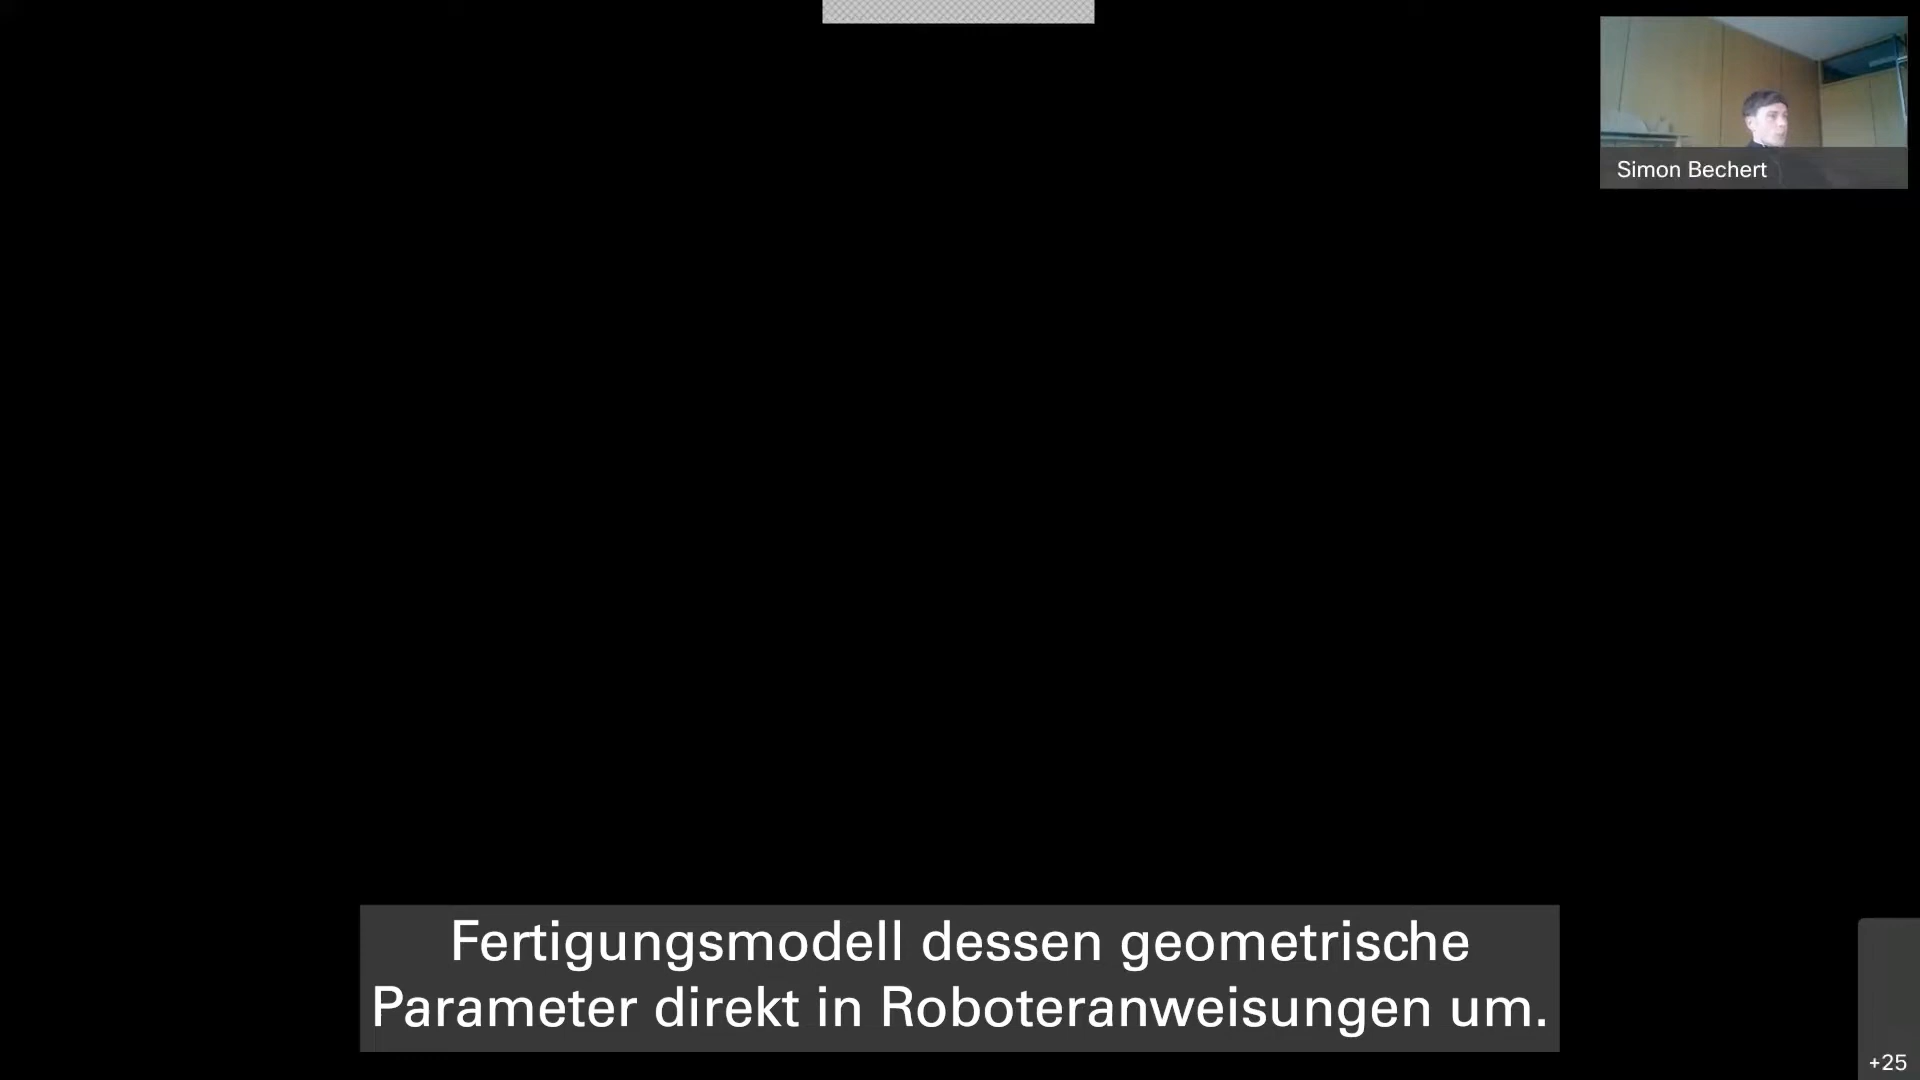 Simon Bechert
Fertigungsmodell dessen geometrische
Parameter direkt in Roboteranweisungen um.
+25